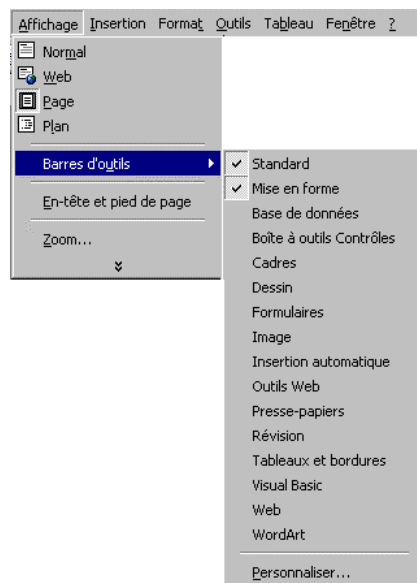 Affichage Insertion Format Outils Tableau Fenêtre ?
Normal
Web
Page
Plan
Barres d'outils
En-tête et pied de page
Zoom...
Standard
Mise en forme
Base de données
Boîte à outils Contrôles
Cadres
Dessin
Formulaires
Image
Insertion automatique
Outils Web
Presse-papiers
Révision
Tableaux et bordures
Visual Basic
Web
WordArt
Personnaliser...